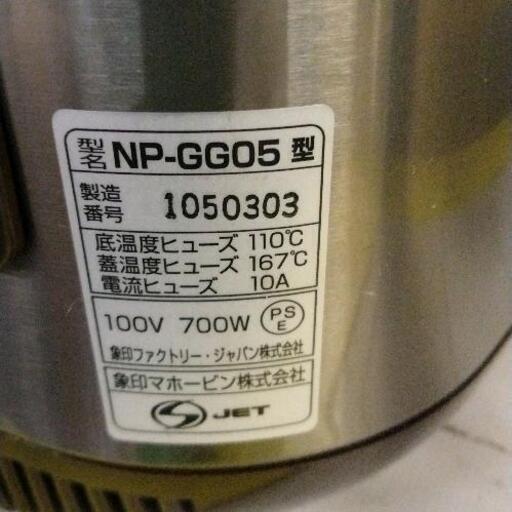 型名 NP-GG05 型
製造番号 1050303
底温度ヒューズ 110℃
蓋温度ヒューズ 167℃
電流ヒューズ 10A
100V 700W PSE
象印ファクトリー・ジャパン株式会社
象印マホービン株式会社
S JET